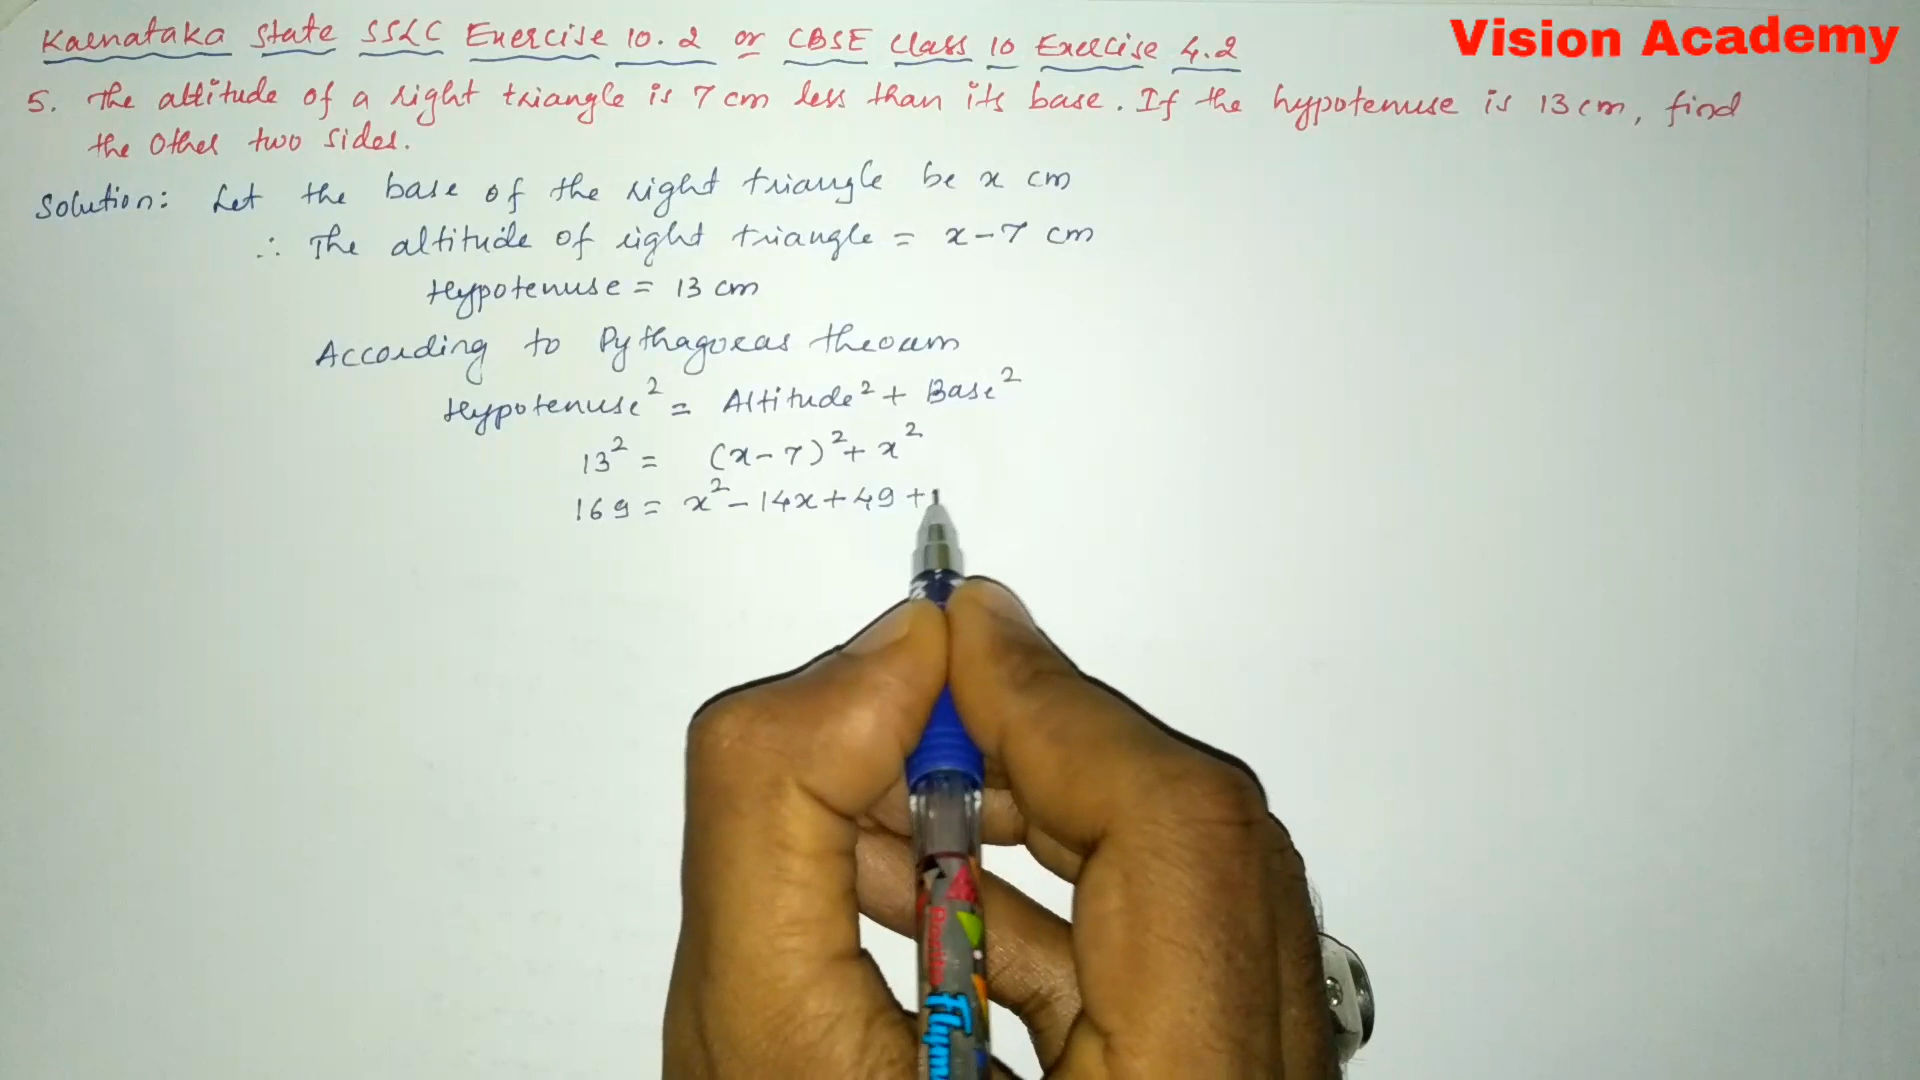 Karnataka State SSLC Exercise 10.2 or CBSE Class 10 Exercise 4.2
Vision Academy
5. The altitude of a right triangle is 7 cm less than its base. If the hypotenuse is 13 cm, find
the other two sides.
Solution: Let the base of the right triangle be x cm
∴ The altitude of right triangle = x - 7 cm
Hypotenuse = 13 cm
According to Pythagoras theorem
Hypotenuse² = Altitude² + Base²
13² = (x - 7)² + x²
169 = x² - 14x + 49 +
Flym